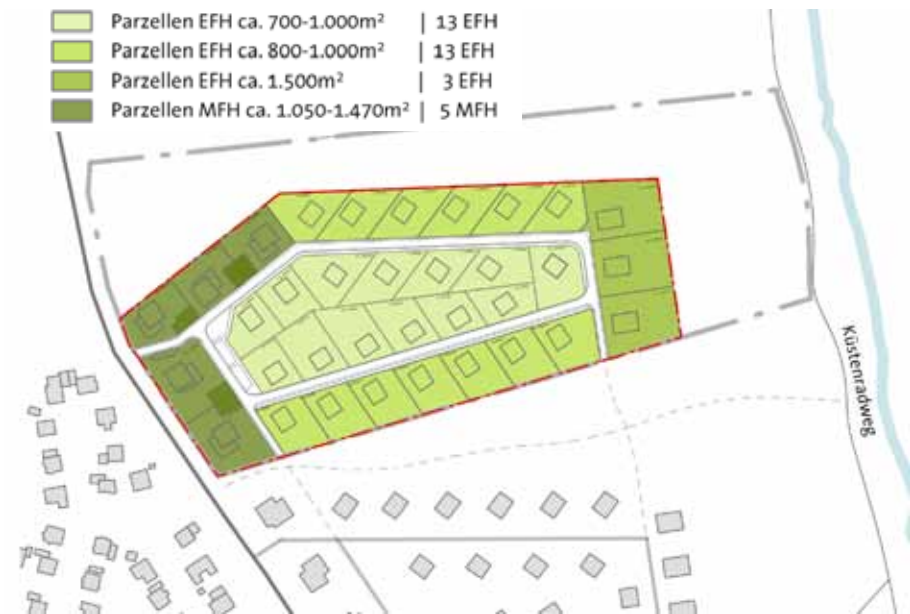 Parzellen EFH ca. 700-1.000m² | 13 EFH
Parzellen EFH ca. 800-1.000m² | 13 EFH
Parzellen EFH ca. 1.500m² | 3 EFH
Parzellen MFH ca. 1.050-1.470m² | 5 MFH
Küstenradweg